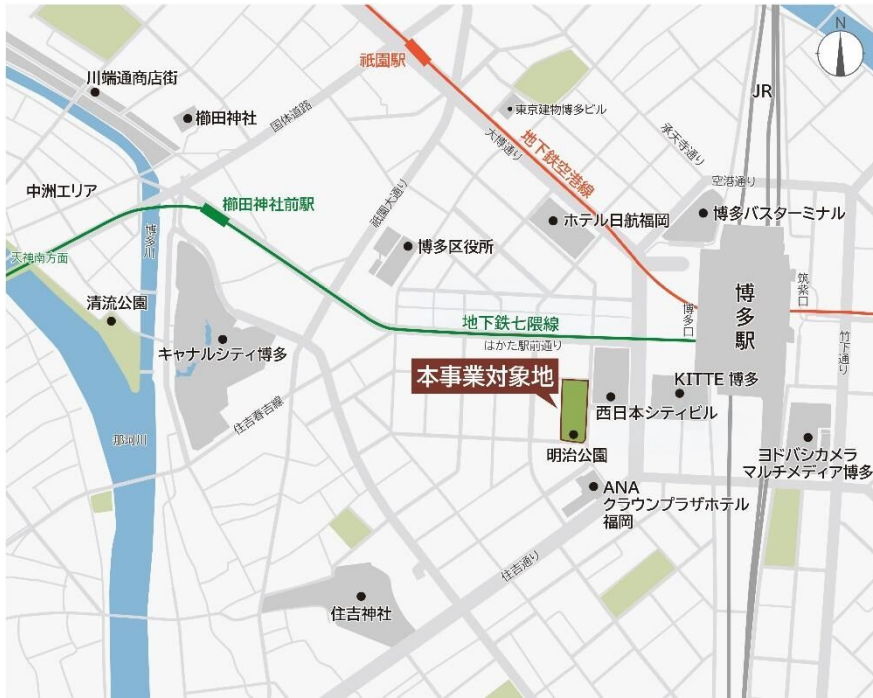 N
祇園駅
川端通商店街
櫛田神社
国体道路
東京建物博多ビル
大博通り
地下鉄空港線
JR
承天寺通り
空港通り
中洲エリア
櫛田神社前駅
祇園大通り
ホテル日航福岡
博多バスターミナル
博多区役所
博多川
天神南方面
清流公園
キャナルシティ博多
地下鉄七隈線
はかた駅前通り
博多口
博多駅
筑紫口
竹下通り
本事業対象地
KITTE 博多
西日本シティビル
明治公園
住吉春吉線
那珂川
ヨドバシカメラ
マルチメディア博多
ANA
クラウンプラザホテル
福岡
住吉通り
住吉神社